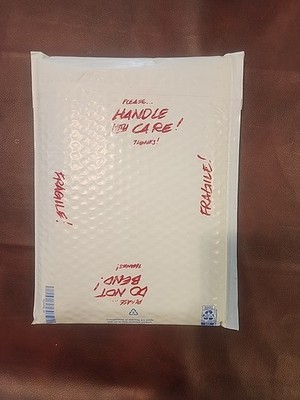 PLEASE...
HANDLE
WITH CARE!
THANKS!
FRAGILE!
FRAGILE!
PLEASE...
DO NOT
BEND!
THANKS!